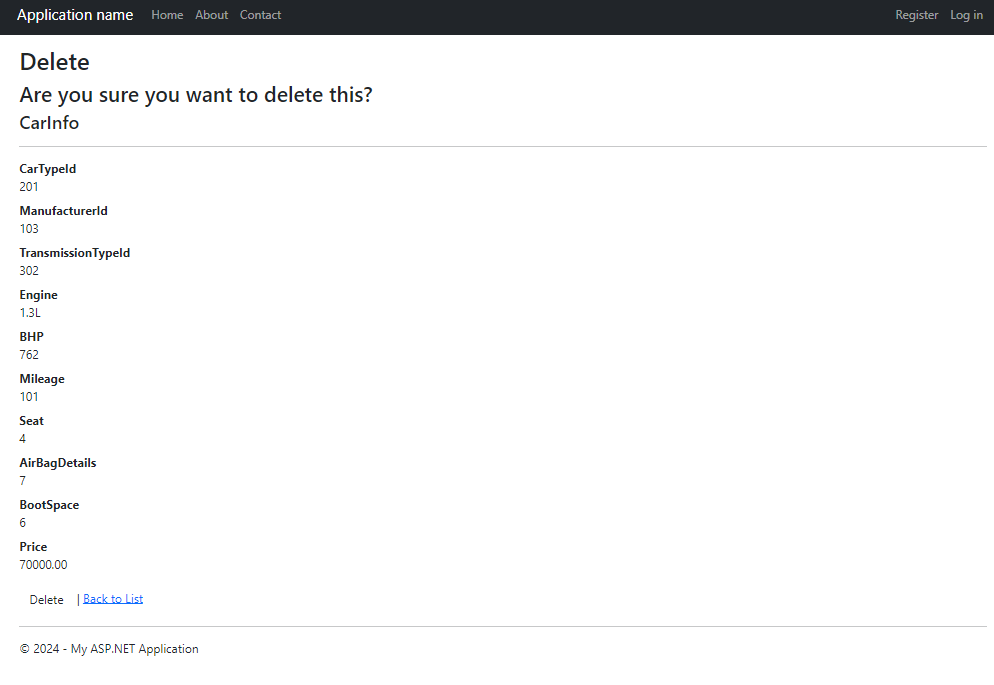 Application name Home About Contact Register Log in
Delete
Are you sure you want to delete this?
CarInfo
CarTypeId
201
ManufacturerId
103
TransmissionTypeId
302
Engine
1.3L
BHP
762
Mileage
101
Seat
4
AirBagDetails
7
BootSpace
6
Price
70000.00
Delete | Back to List
© 2024 - My ASP.NET Application